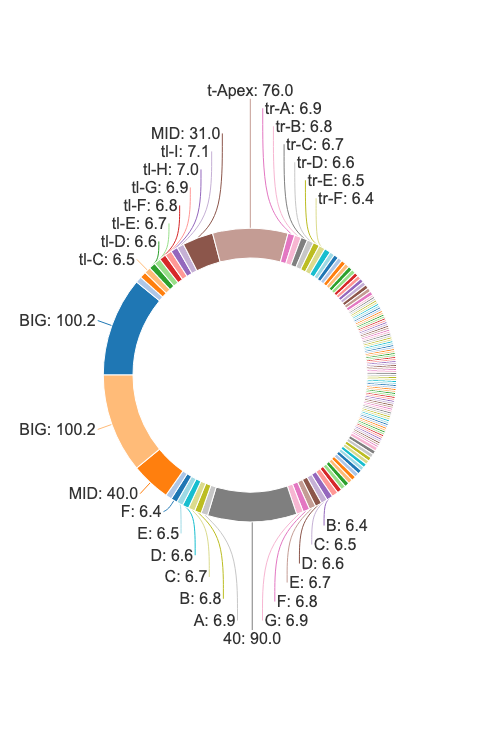 t-Apex: 76.0
tr-A: 6.9
tr-B: 6.8
MID: 31.0
tr-C: 6.7
tl-I: 7.1
tr-D: 6.6
tl-H: 7.0
tr-E: 6.5
tl-G: 6.9
tr-F: 6.4
tl-F: 6.8
tl-E: 6.7
tl-D: 6.6
tl-C: 6.5
BIG: 100.2
BIG: 100.2
MID: 40.0
F: 6.4
B: 6.4
E: 6.5
C: 6.5
D: 6.6
D: 6.6
C: 6.7
E: 6.7
B: 6.8
F: 6.8
A: 6.9
G: 6.9
40: 90.0